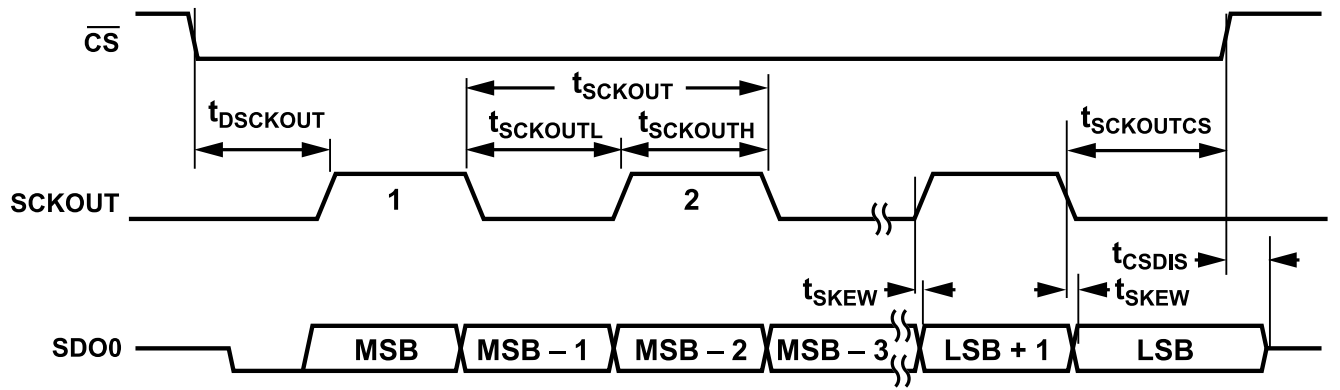 CS
tSCKOUT
tDSCKOUT
tSCKOUTL
tSCKOUTH
tSCKOUTCS
SCKOUT
1
2
tCSDIS
tSKEW
tSKEW
SDO0
MSB
MSB – 1
MSB – 2
MSB – 3
LSB + 1
LSB